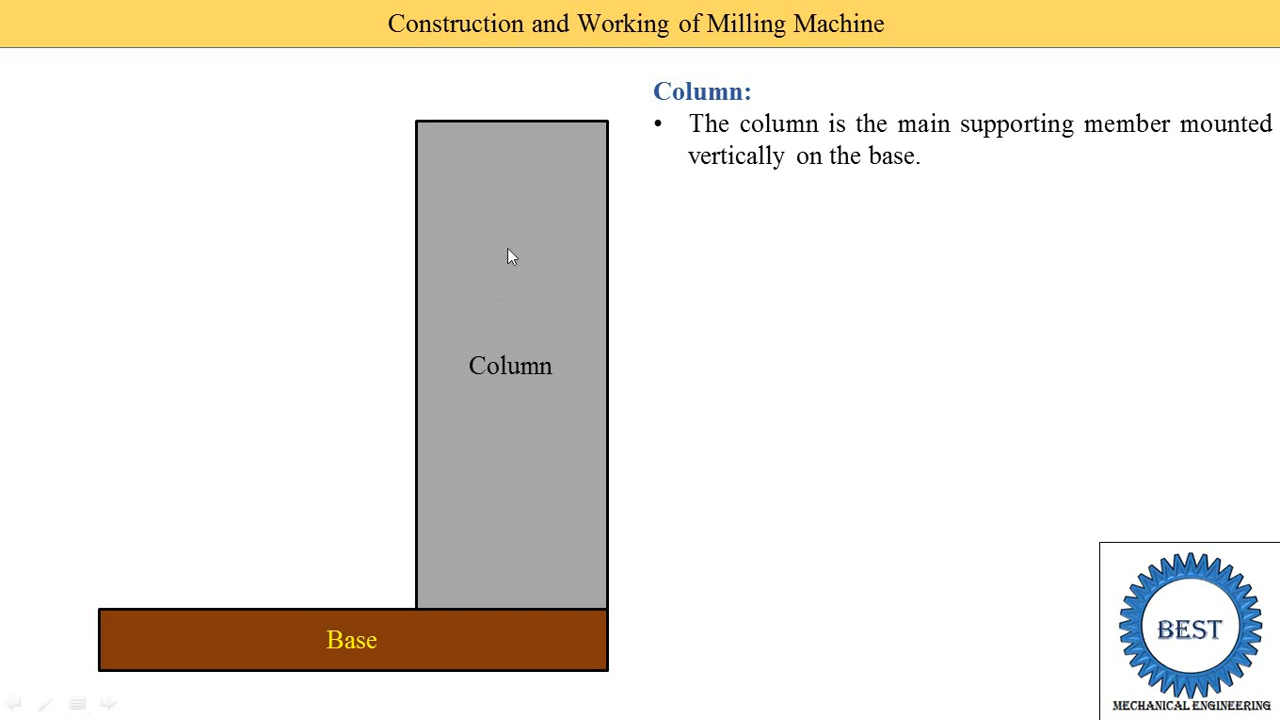 Construction and Working of Milling Machine
Column:
• The column is the main supporting member mounted
vertically on the base.
Column
Base
BEST
MECHANICAL ENGINEERING